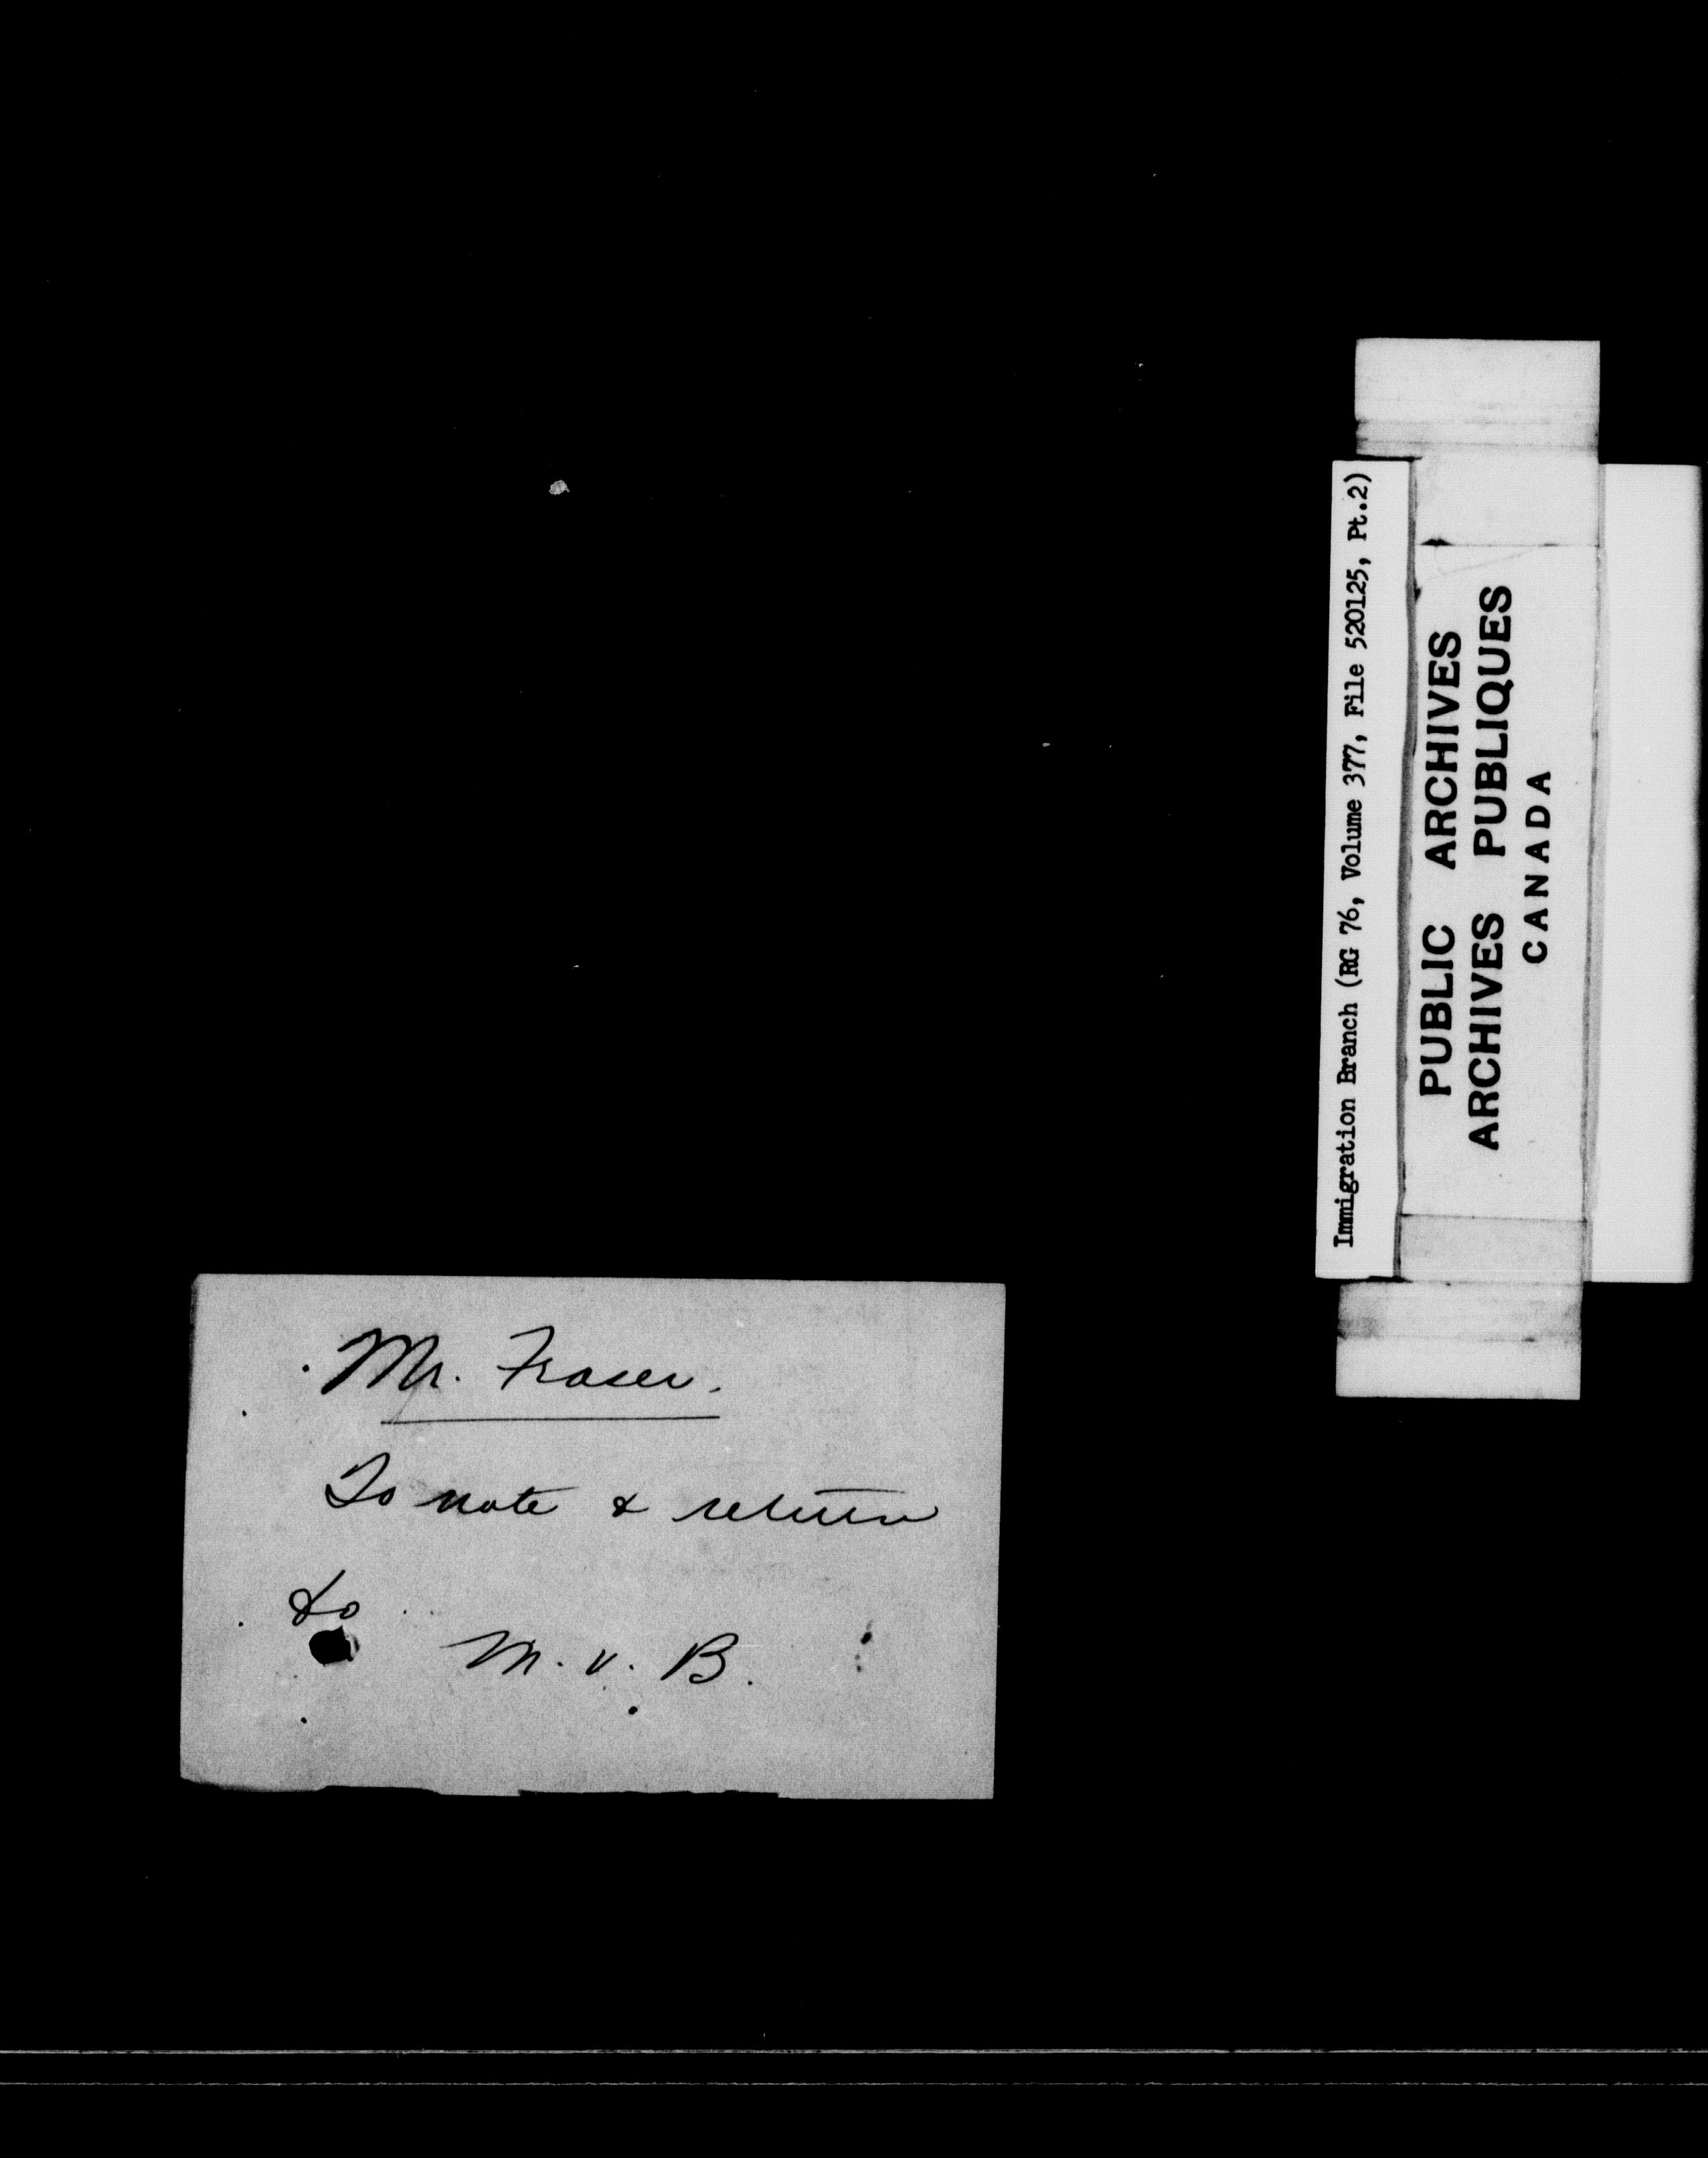 Mr. Fraser.
To note & return
to
M. v. B.
Immigration Branch (RG 76, Volume 377, File 520125, Pt.2)
PUBLIC ARCHIVES
ARCHIVES PUBLIQUES
CANADA